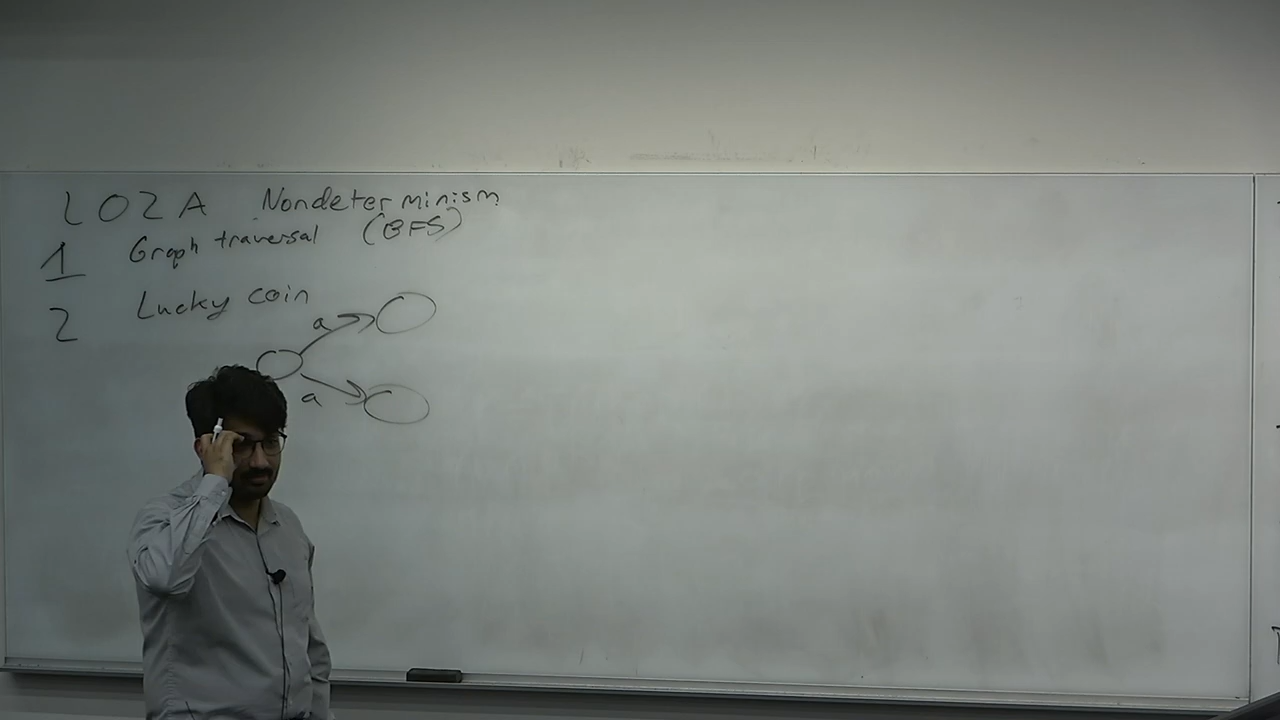 L02A Nondeterminism
1 Graph traversal (BFS)
2 Lucky coin
a
a